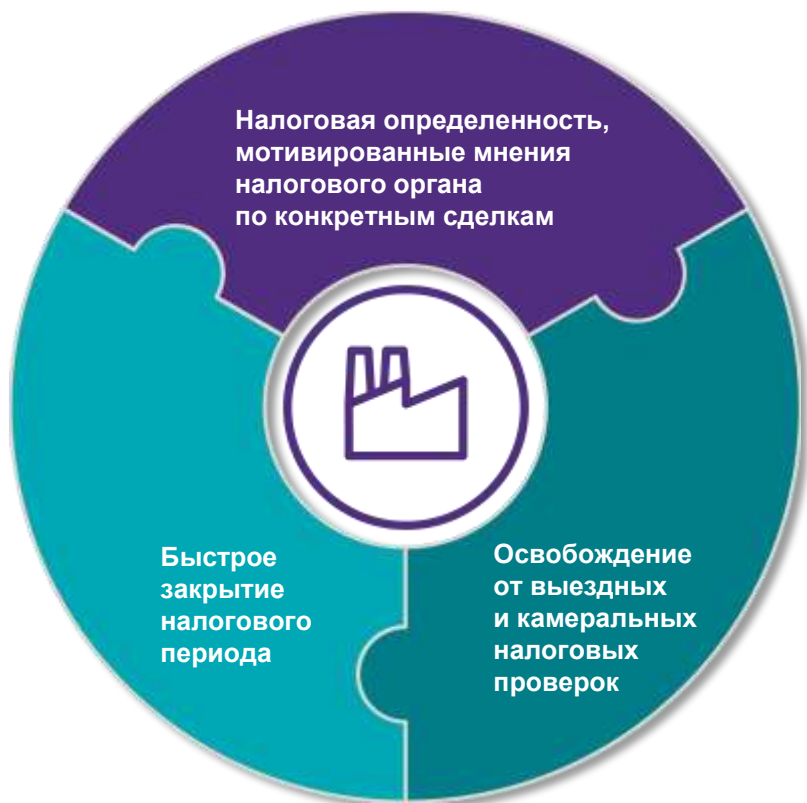 Налоговая определенность,
мотивированные мнения
налогового органа
по конкретным сделкам
Быстрое
закрытие
налогового
периода
Освобождение
от выездных
и камеральных
налоговых
проверок